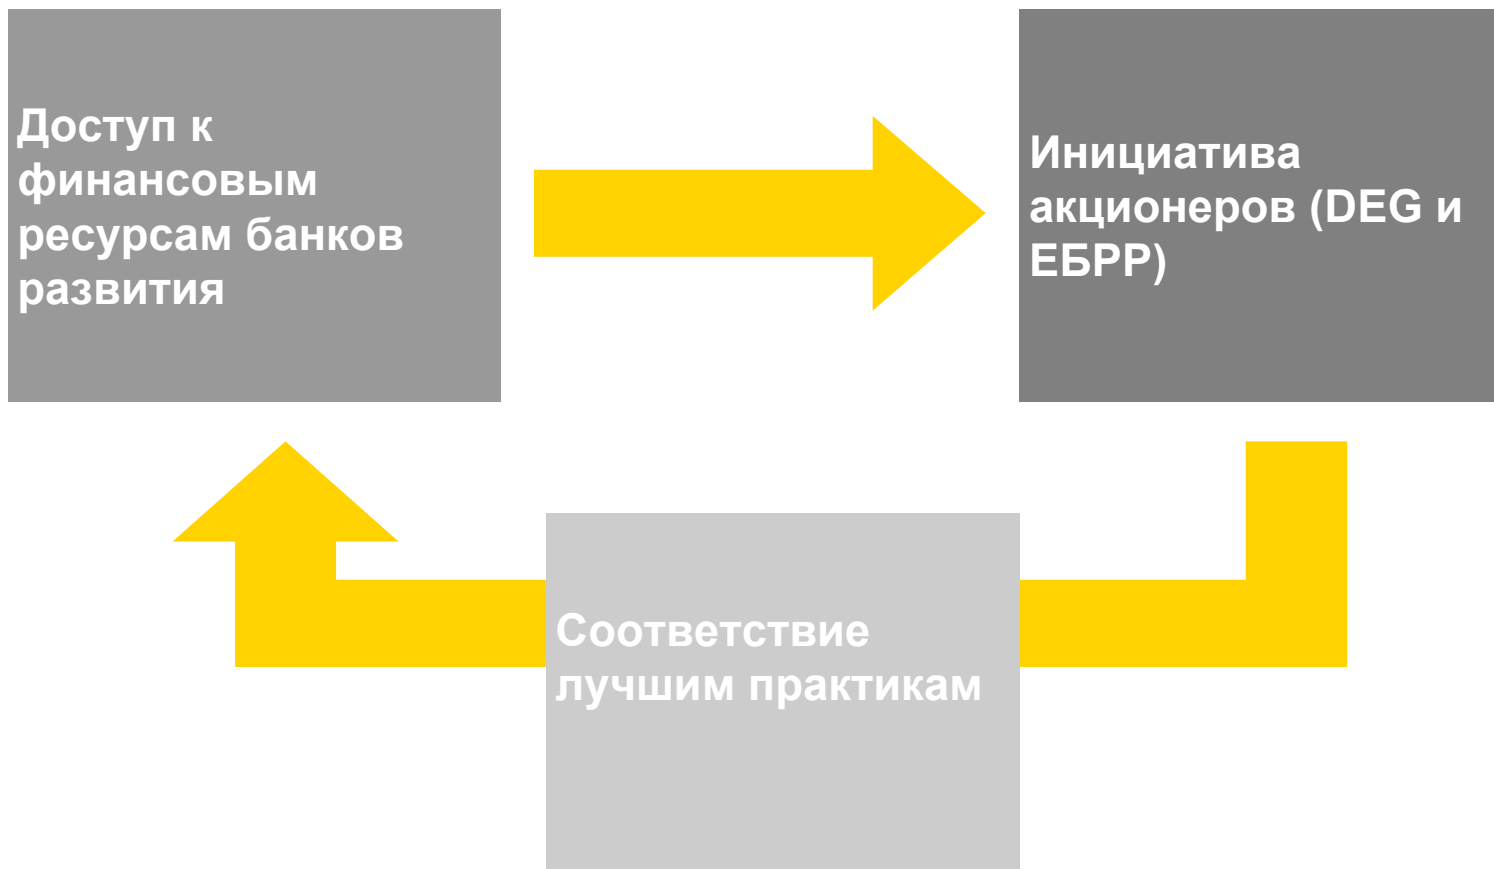 Доступ к
финансовым
ресурсам банков
развития
Инициатива
акционеров (DEG и
ЕБРР)
Соответствие
лучшим практикам